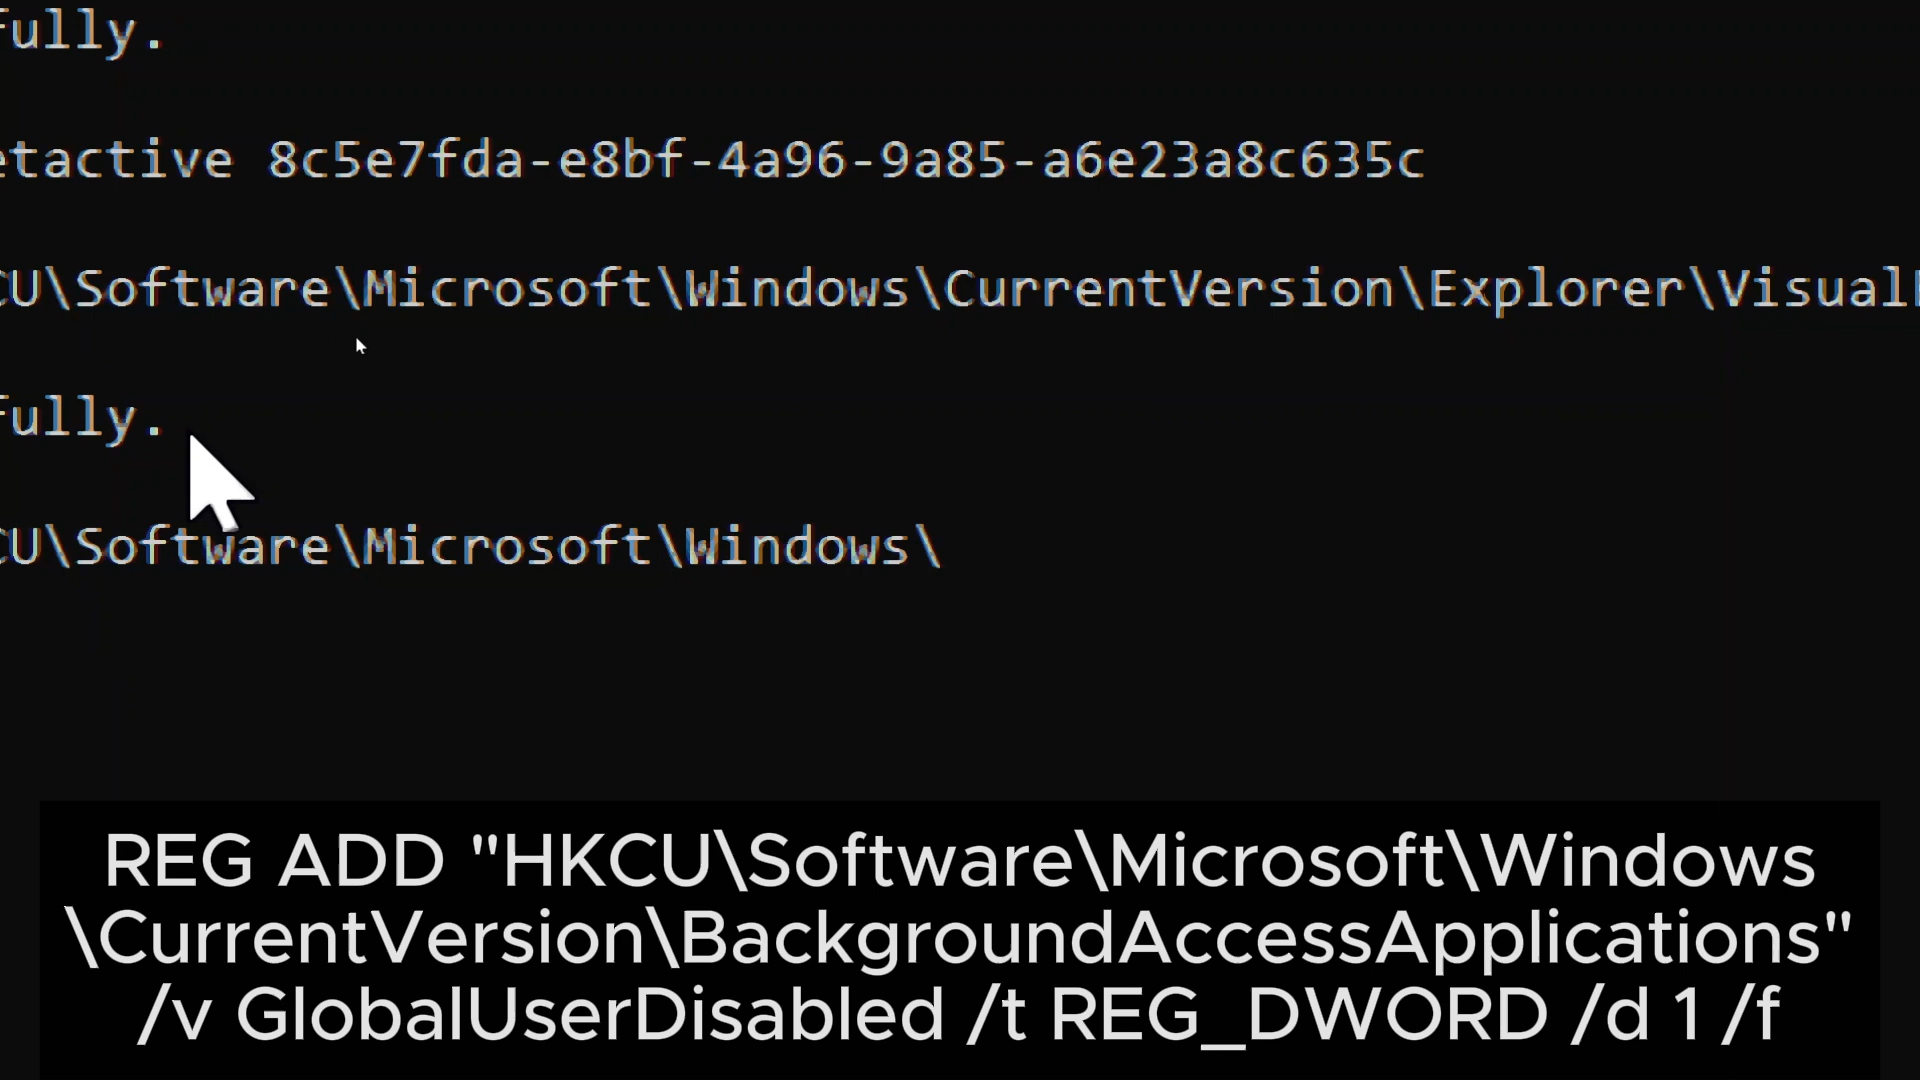 fully.
etactive 8c5e7fda-e8bf-4a96-9a85-a6e23a8c635c
CU\Software\Microsoft\Windows\CurrentVersion\Explorer\Visual
fully.
CU\Software\Microsoft\Windows\
REG ADD "HKCU\Software\Microsoft\Windows
\CurrentVersion\BackgroundAccessApplications"
/v GlobalUserDisabled /t REG_DWORD /d 1 /f